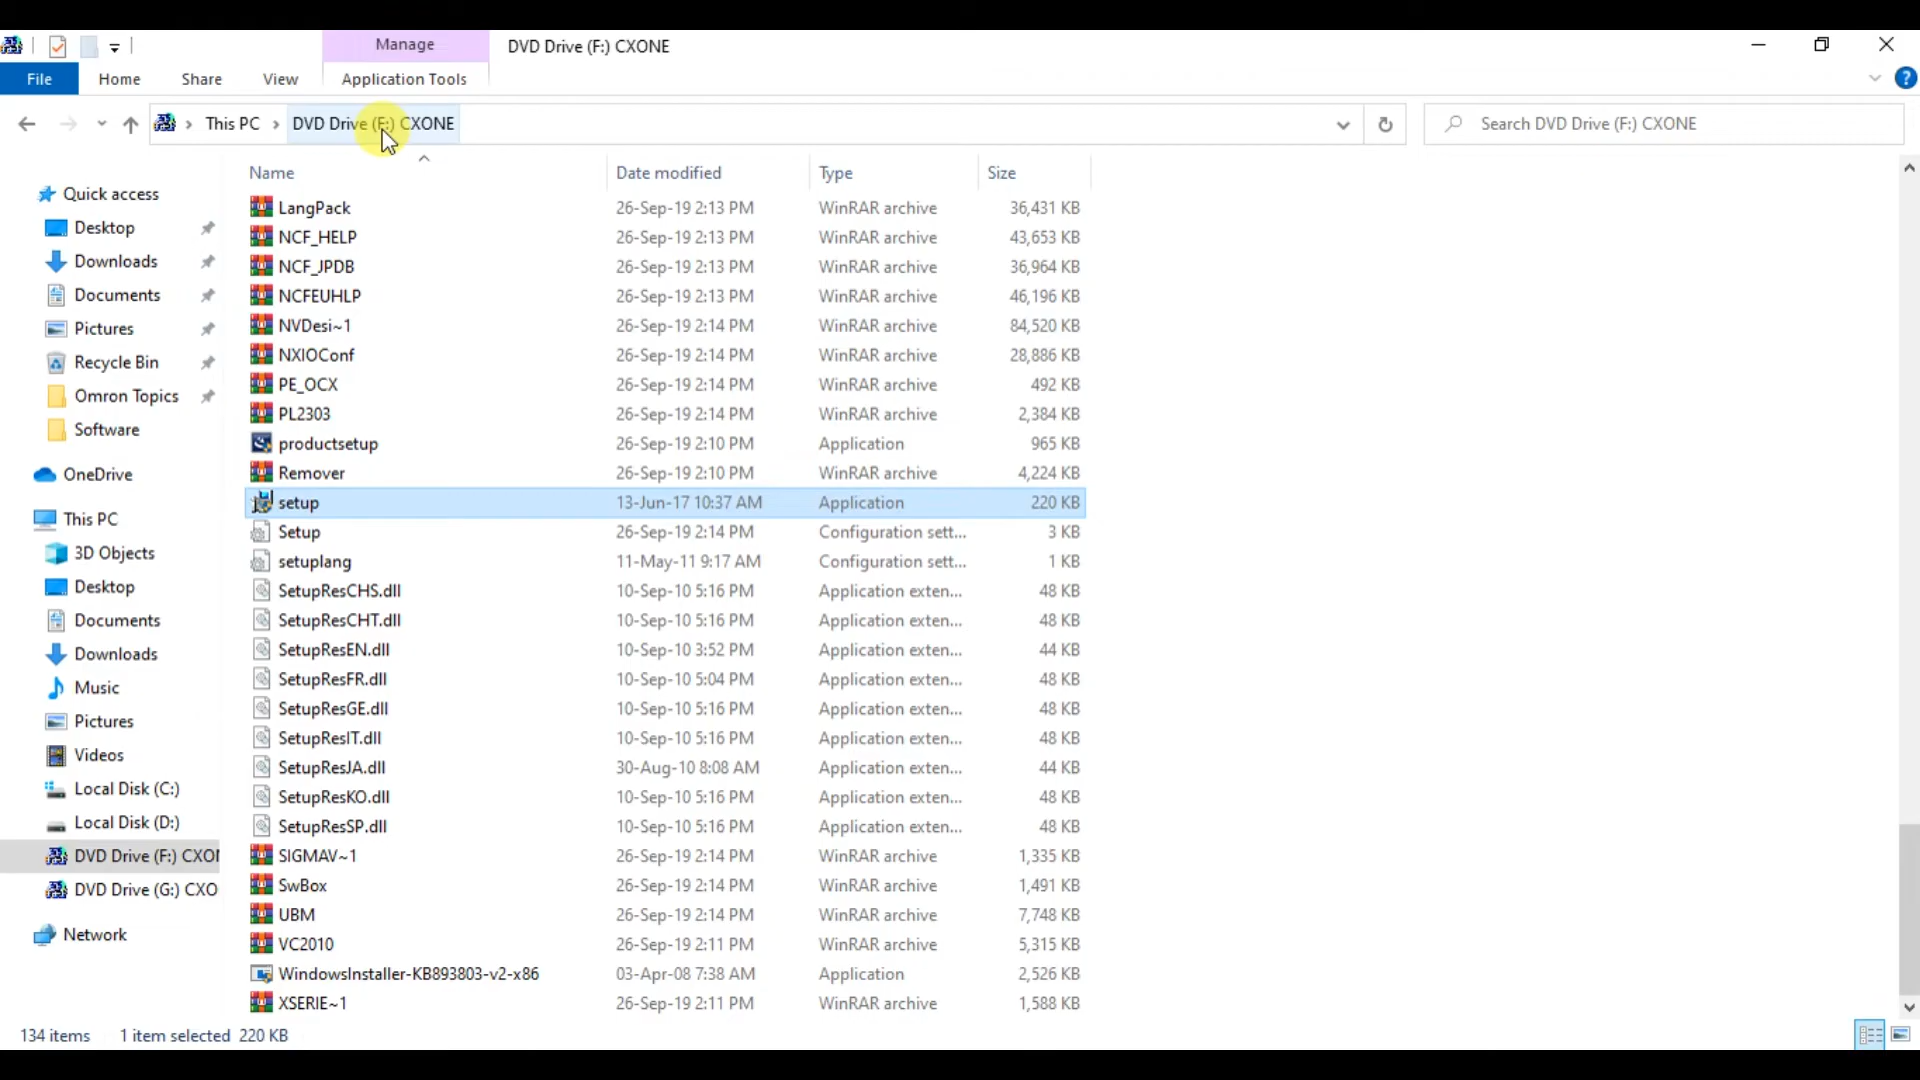 Manage
DVD Drive (F:) CXONE
File
Home
Share
View
Application Tools
This PC
DVD Drive (F:) CXONE
Search DVD Drive (F:) CXONE
Name
Date modified
Type
Size
Quick access
Desktop
Downloads
Documents
Pictures
Recycle Bin
Omron Topics
Software
OneDrive
This PC
3D Objects
Desktop
Documents
Downloads
Music
Pictures
Videos
Local Disk (C:)
Local Disk (D:)
DVD Drive (F:) CXO
DVD Drive (G:) CXO
Network
LangPack 26-Sep-19 2:13 PM WinRAR archive 36,431 KB
NCF_HELP 26-Sep-19 2:13 PM WinRAR archive 43,653 KB
NCF_JPDB 26-Sep-19 2:13 PM WinRAR archive 36,964 KB
NCFEUHLP 26-Sep-19 2:13 PM WinRAR archive 46,196 KB
NVDesi~1 26-Sep-19 2:14 PM WinRAR archive 84,520 KB
NXIOConf 26-Sep-19 2:14 PM WinRAR archive 28,886 KB
PE_OCX 26-Sep-19 2:14 PM WinRAR archive 492 KB
PL2303 26-Sep-19 2:14 PM WinRAR archive 2,384 KB
productsetup 26-Sep-19 2:10 PM Application 965 KB
Remover 26-Sep-19 2:10 PM WinRAR archive 4,224 KB
setup 13-Jun-17 10:37 AM Application 220 KB
Setup 26-Sep-19 2:14 PM Configuration sett... 3 KB
setuplang 11-May-11 9:17 AM Configuration sett... 1 KB
SetupResCHS.dll 10-Sep-10 5:16 PM Application exten... 48 KB
SetupResCHT.dll 10-Sep-10 5:16 PM Application exten... 48 KB
SetupResEN.dll 10-Sep-10 3:52 PM Application exten... 44 KB
SetupResFR.dll 10-Sep-10 5:04 PM Application exten... 48 KB
SetupResGE.dll 10-Sep-10 5:16 PM Application exten... 48 KB
SetupResIT.dll 10-Sep-10 5:16 PM Application exten... 48 KB
SetupResJA.dll 30-Aug-10 8:08 AM Application exten... 44 KB
SetupResKO.dll 10-Sep-10 5:16 PM Application exten... 48 KB
SetupResSP.dll 10-Sep-10 5:16 PM Application exten... 48 KB
SIGMAV~1 26-Sep-19 2:14 PM WinRAR archive 1,335 KB
SwBox 26-Sep-19 2:14 PM WinRAR archive 1,491 KB
UBM 26-Sep-19 2:14 PM WinRAR archive 7,748 KB
VC2010 26-Sep-19 2:11 PM WinRAR archive 5,315 KB
WindowsInstaller-KB893803-v2-x86 03-Apr-08 7:38 AM Application 2,526 KB
XSERIE~1 26-Sep-19 2:11 PM WinRAR archive 1,588 KB
134 items 1 item selected 220 KB